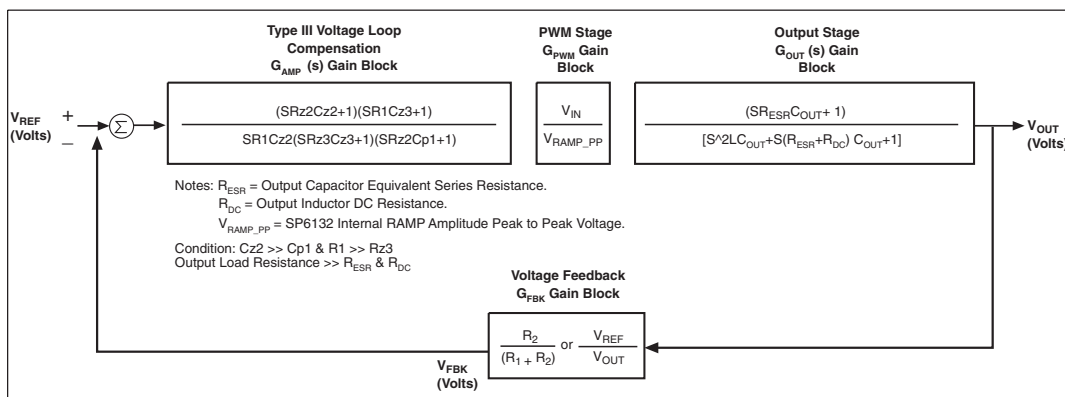 Type III Voltage Loop
Compensation
G_AMP (s) Gain Block
PWM Stage
G_PWM Gain
Block
Output Stage
G_OUT (s) Gain
Block
V_REF
(Volts)
+
−
Σ
(SRz2Cz2+1)(SR1Cz3+1)
SR1Cz2(SRz3Cz3+1)(SRz2Cp1+1)
V_IN
V_RAMP_PP
(SR_ESRC_OUT+ 1)
[S^2LC_OUT+S(R_ESR+R_DC) C_OUT+1]
V_OUT
(Volts)
Notes: R_ESR = Output Capacitor Equivalent Series Resistance.
R_DC = Output Inductor DC Resistance.
V_RAMP_PP = SP6132 Internal RAMP Amplitude Peak to Peak Voltage.
Condition: Cz2 >> Cp1 & R1 >> Rz3
Output Load Resistance >> R_ESR & R_DC
Voltage Feedback
G_FBK Gain Block
R_2
(R_1 + R_2)
or
V_REF
V_OUT
V_FBK
(Volts)